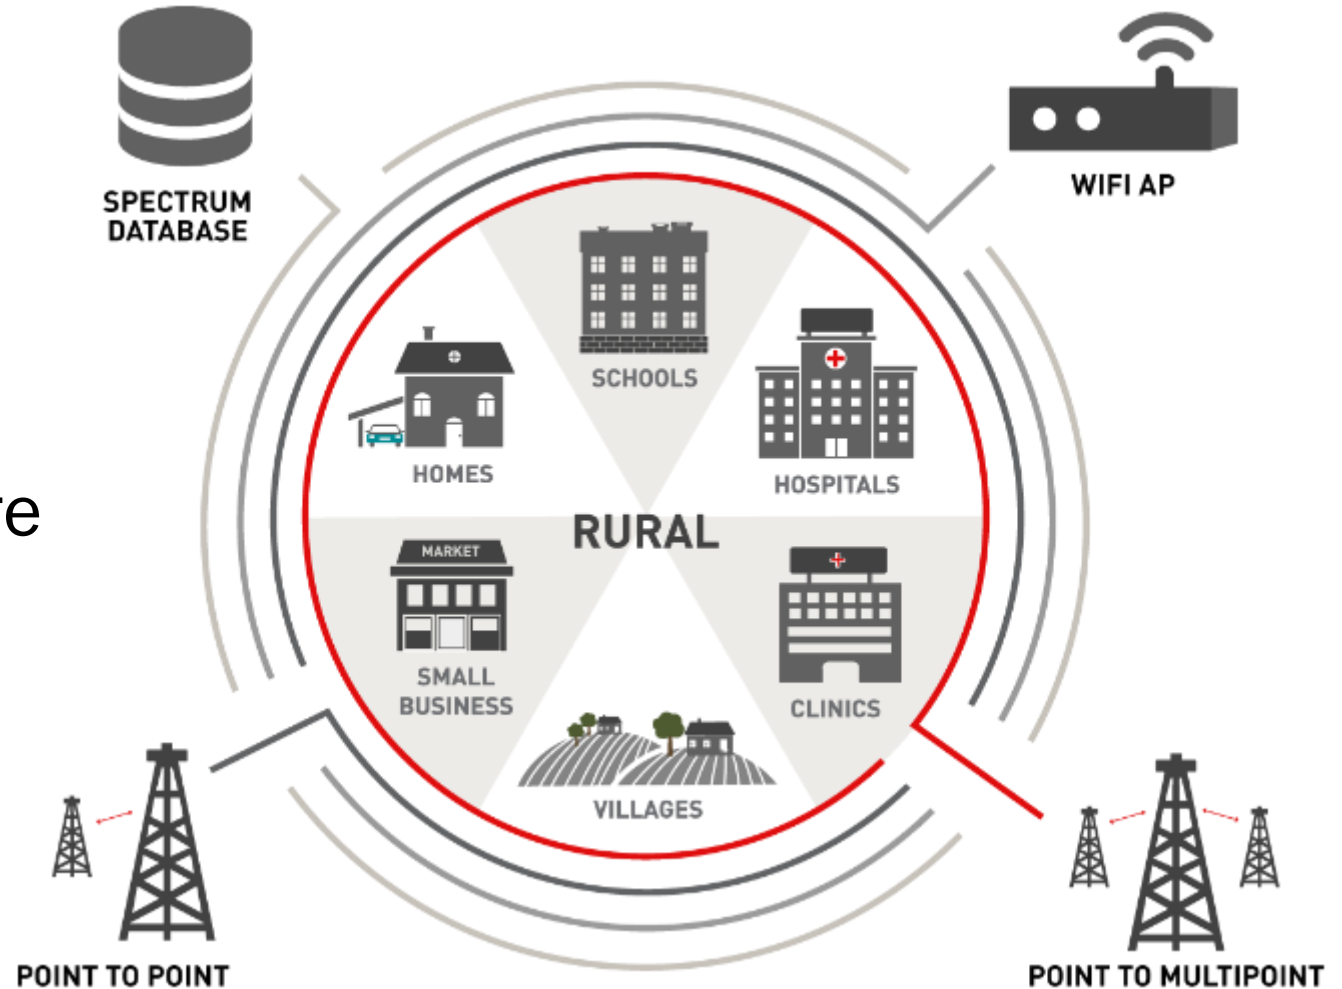 SPECTRUM
DATABASE
WIFI AP
SCHOOLS
HOMES
HOSPITALS
re
RURAL
MARKET
SMALL
BUSINESS
CLINICS
VILLAGES
POINT TO POINT
POINT TO MULTIPOINT